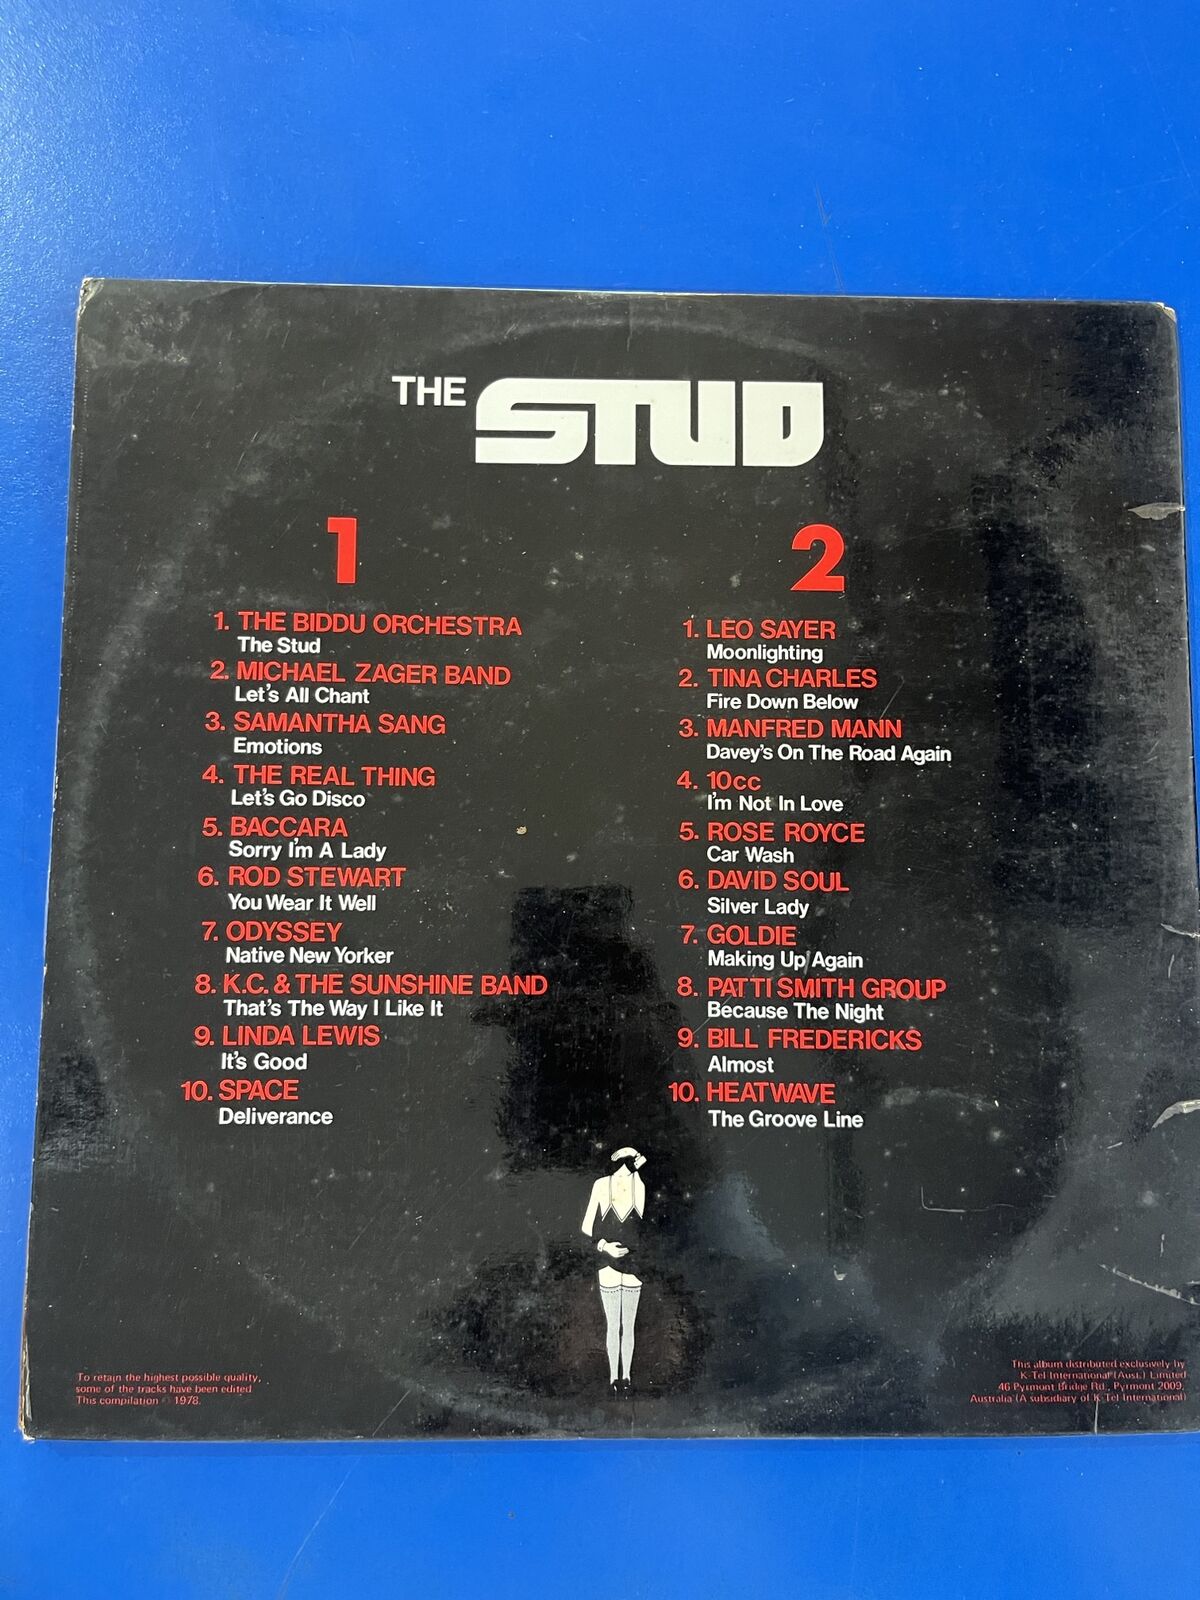 THE STUD
1
1. THE BIDDU ORCHESTRA
The Stud
2. MICHAEL ZAGER BAND
Let's All Chant
3. SAMANTHA SANG
Emotions
4. THE REAL THING
Let's Go Disco
5. BACCARA
Sorry I'm A Lady
6. ROD STEWART
You Wear It Well
7. ODYSSEY
Native New Yorker
8. K.C. & THE SUNSHINE BAND
That's The Way I Like It
9. LINDA LEWIS
It's Good
10. SPACE
Deliverance
2
1. LEO SAYER
Moonlighting
2. TINA CHARLES
Fire Down Below
3. MANFRED MANN
Davey's On The Road Again
4. 10cc
I'm Not In Love
5. ROSE ROYCE
Car Wash
6. DAVID SOUL
Silver Lady
7. GOLDIE
Making Up Again
8. PATTI SMITH GROUP
Because The Night
9. BILL FREDERICKS
Almost
10. HEATWAVE
The Groove Line
To retain the highest possible quality,
some of the tracks have been edited
This compilation © 1978.
This album distributed exclusively by
K-Tel International (Aust.) Limited
46 Pyrmont Bridge Rd., Pyrmont 2009,
Australia (A subsidiary of K-Tel International)